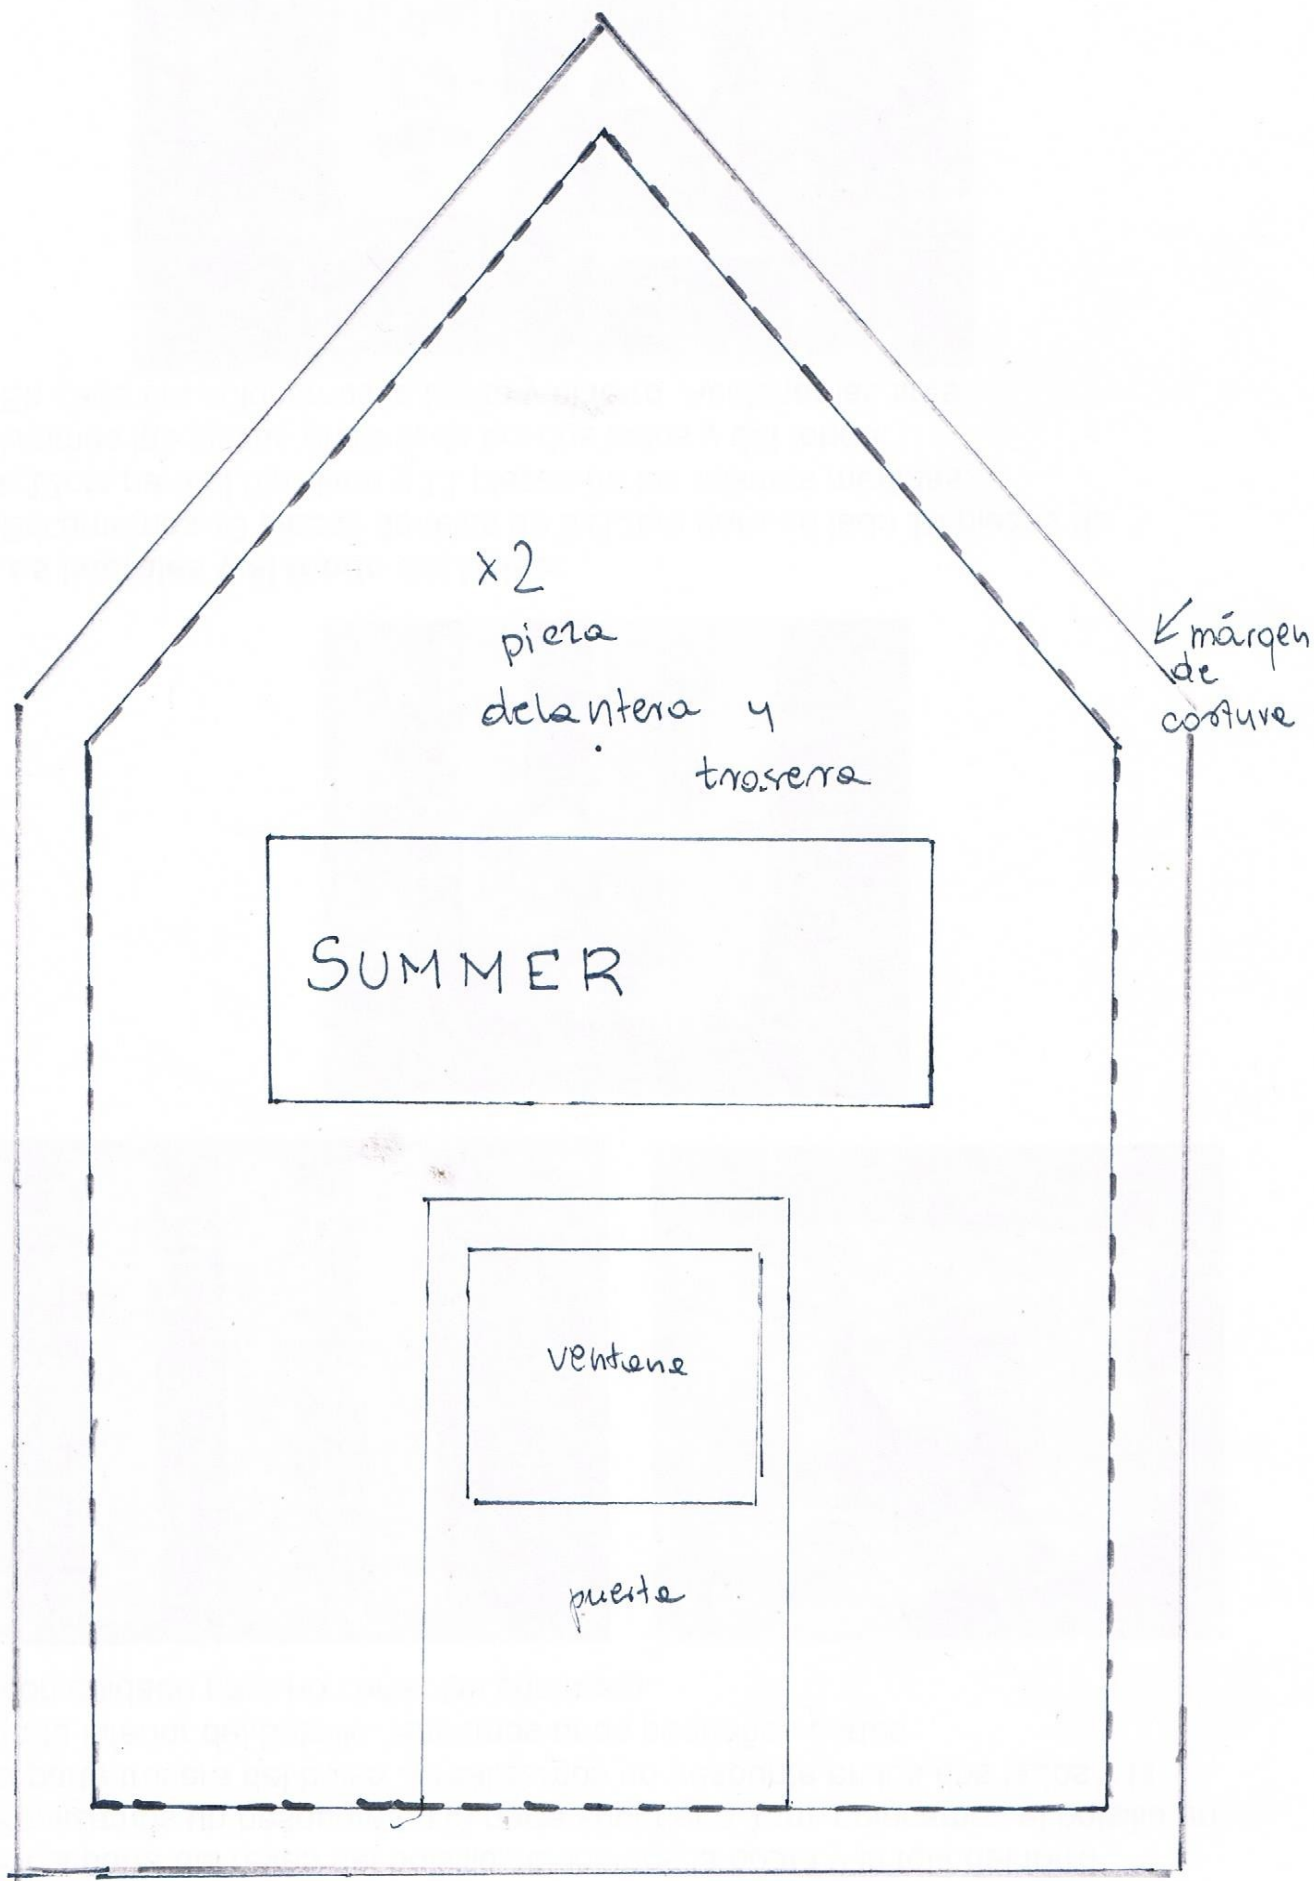 x2
pieza
delantera y
trasera
márgen
de
costura
SUMMER
ventana
puerta